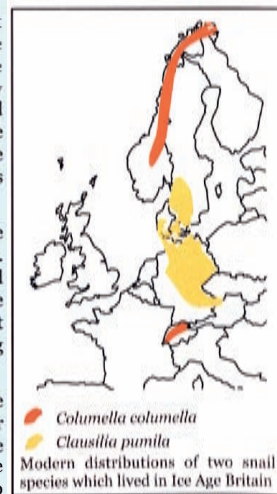 Columella columella
Clausilia pumila
Modern distributions of two snail
species which lived in Ice Age Britain